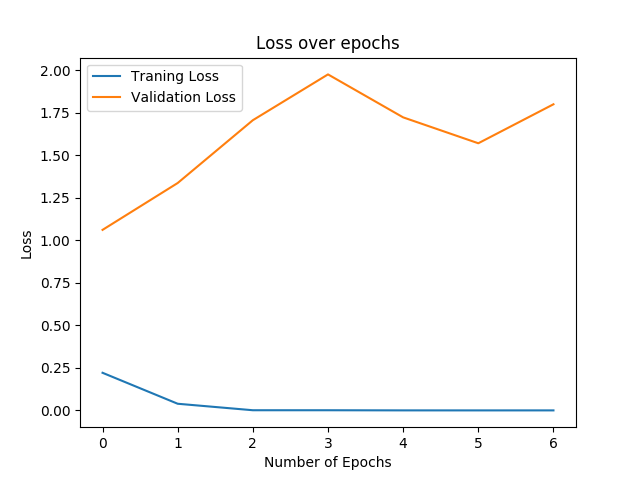 Loss over epochs
Traning Loss
Validation Loss
2.00
1.75
1.50
1.25
1.00
0.75
0.50
0.25
0.00
Loss
0 1 2 3 4 5 6
Number of Epochs